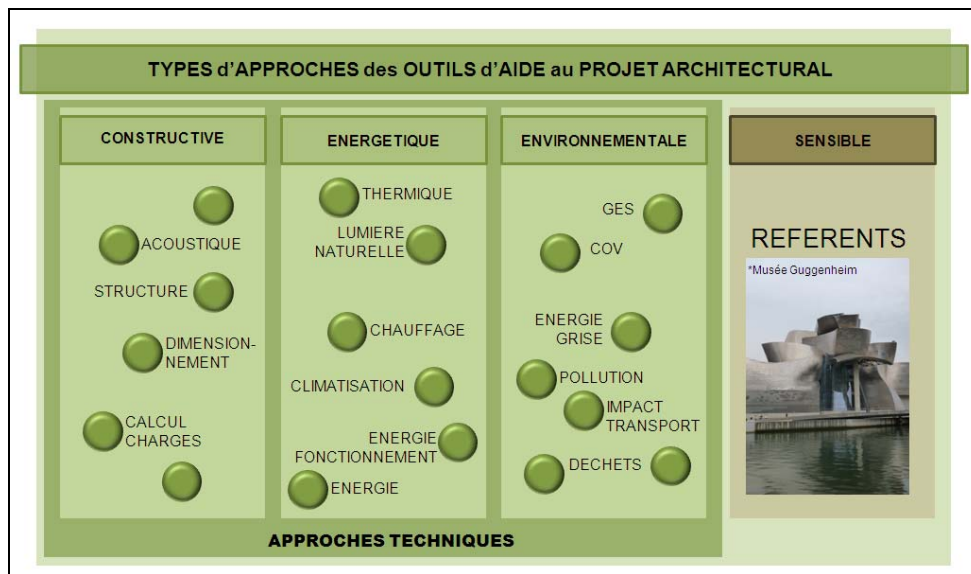 TYPES d'APPROCHES des OUTILS d'AIDE au PROJET ARCHITECTURAL
CONSTRUCTIVE
ACOUSTIQUE
STRUCTURE
DIMENSION-
NEMENT
CALCUL
CHARGES
ENERGETIQUE
THERMIQUE
LUMIERE
NATURELLE
CHAUFFAGE
CLIMATISATION
ENERGIE
FONCTIONNEMENT
ENERGIE
ENVIRONNEMENTALE
GES
COV
ENERGIE
GRISE
POLLUTION
IMPACT
TRANSPORT
DECHETS
SENSIBLE
REFERENTS
*Musée Guggenheim
APPROCHES TECHNIQUES